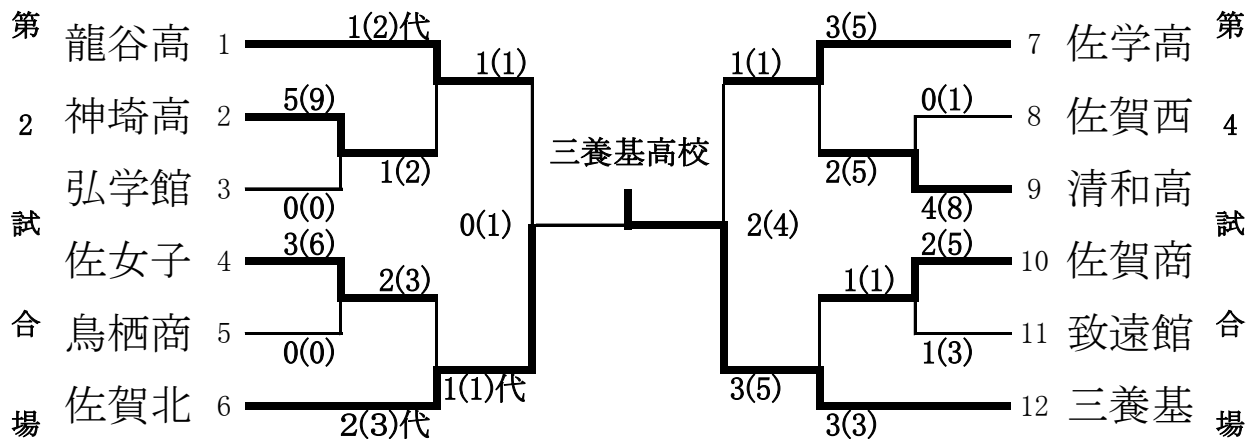 第2試合場
龍谷高 1
神埼高 2
弘学館 3
佐女子 4
鳥栖商 5
佐賀北 6
1(2)代
5(9)
0(0)
3(6)
0(0)
2(3)代
1(2)
2(3)
1(1)
1(1)代
0(1)
三養基高校
2(4)
1(1)
3(5)
3(5)
2(5)
1(1)
3(3)
0(1)
4(8)
2(5)
1(3)
7 佐学高
8 佐賀西
9 清和高
10 佐賀商
11 致遠館
12 三養基
第4試合場